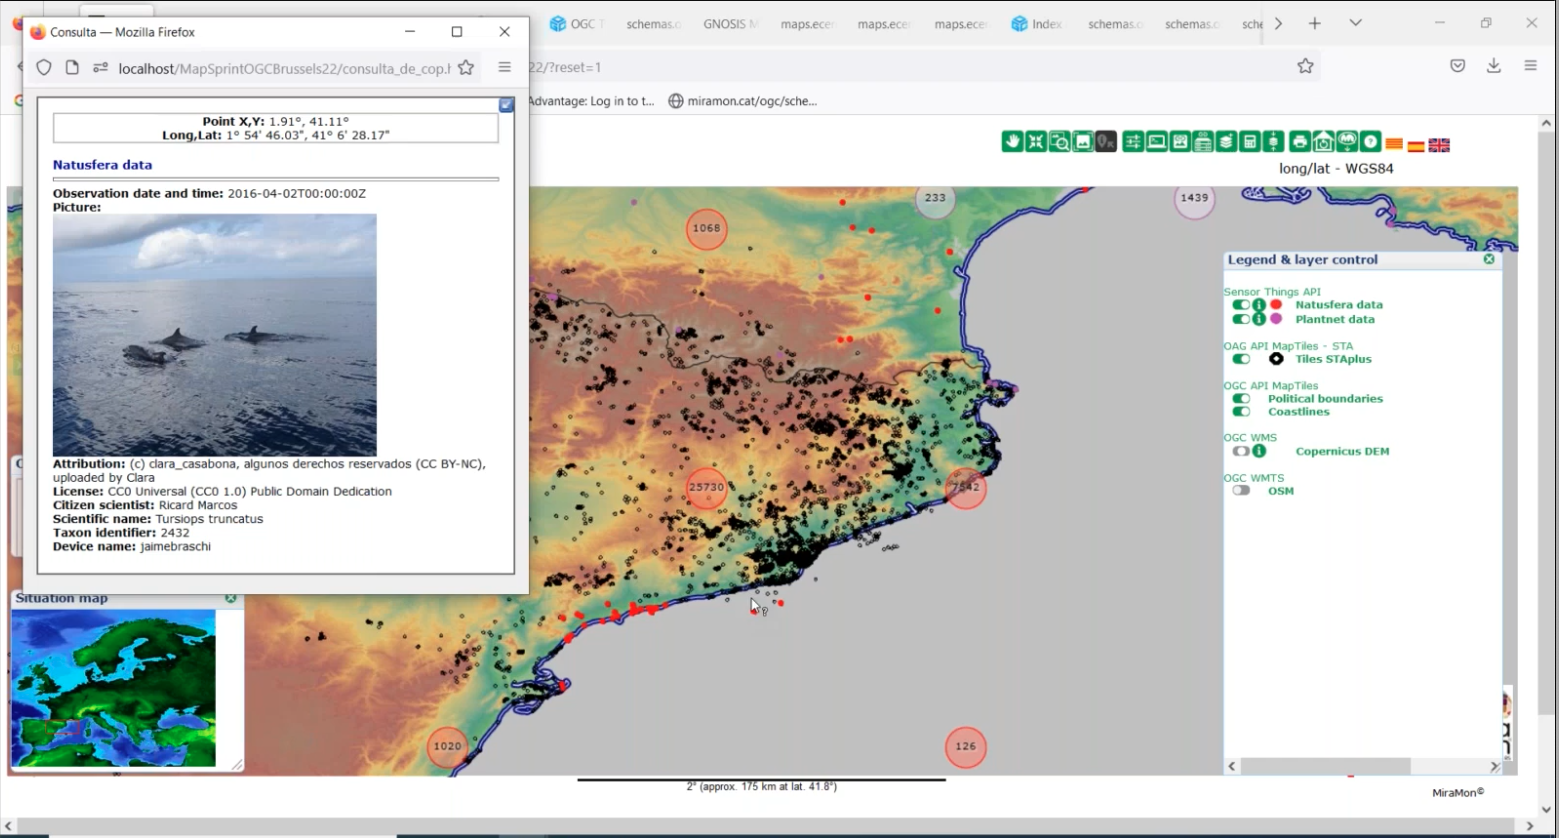 Consulta — Mozilla Firefox
OGC T
schemas.o
GNOSIS M
maps.ece
maps.ece
maps.ece
Index
schemas.o
schemas.o
sche
localhost/MapSprintOGCBrussels22/consulta_de_cop.h
22/?reset=1
Advantage: Log in to t...
miramon.cat/ogc/sche...
Point X,Y: 1.91°, 41.11°
Long,Lat: 1° 54' 46.03", 41° 6' 28.17"
Natusfera data
Observation date and time: 2016-04-02T00:00:00Z
Picture:
Attribution: (c) clara_casabona, algunos derechos reservados (CC BY-NC),
uploaded by Clara
License: CC0 Universal (CC0 1.0) Public Domain Dedication
Citizen scientist: Ricard Marcos
Scientific name: Tursiops truncatus
Taxon identifier: 2432
Device name: jaimebraschi
long/lat - WGS84
1068
233
1439
25730
7542
1020
126
Legend & layer control
Sensor Things API
Natusfera data
Plantnet data
OAG API MapTiles - STA
Tiles STAplus
OGC API MapTiles
Political boundaries
Coastlines
OGC WMS
Copernicus DEM
OGC WMTS
OSM
Situation map
2° (approx. 175 km at lat. 41.8°)
MiraMon©